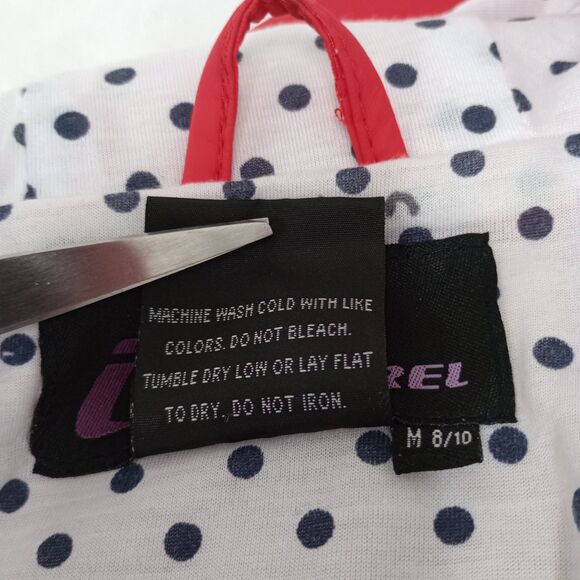 MACHINE WASH COLD WITH LIKE
COLORS. DO NOT BLEACH.
TUMBLE DRY LOW OR LAY FLAT
TO DRY. DO NOT IRON.
M 8/10